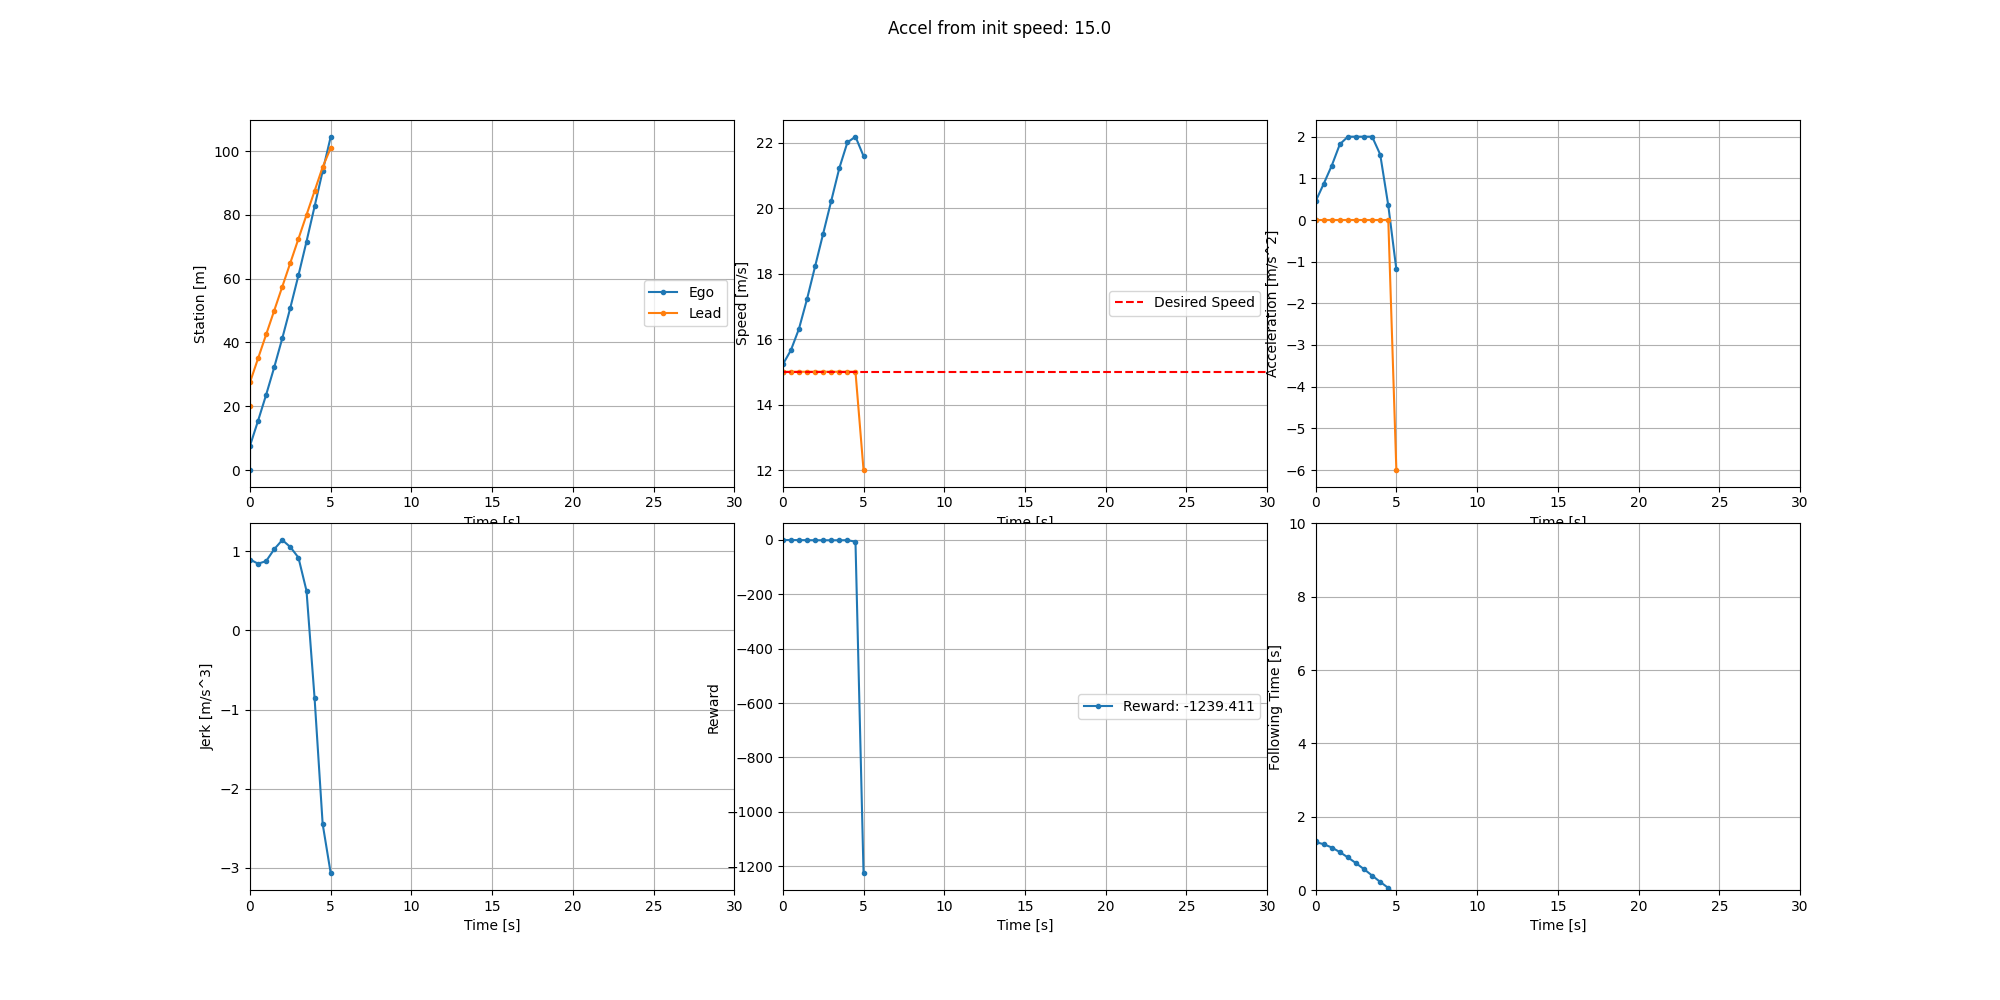 Accel from init speed: 15.0
100
80
60
40
20
0
Station [m]
Ego
Lead
0 5 10 15 20 25 30
Time [s]
22
20
18
16
14
12
Speed [m/s]
Desired Speed
0 5 10 15 20 25 30
Time [s]
2
1
0
−1
−2
−3
−4
−5
−6
Acceleration [m/s^2]
0 5 10 15 20 25 30
Time [s]
1
0
−1
−2
−3
Jerk [m/s^3]
0 5 10 15 20 25 30
Time [s]
0
−200
−400
−600
−800
−1000
−1200
Reward
Reward: -1239.411
0 5 10 15 20 25 30
Time [s]
10
8
6
4
2
0
Following Time [s]
0 5 10 15 20 25 30
Time [s]